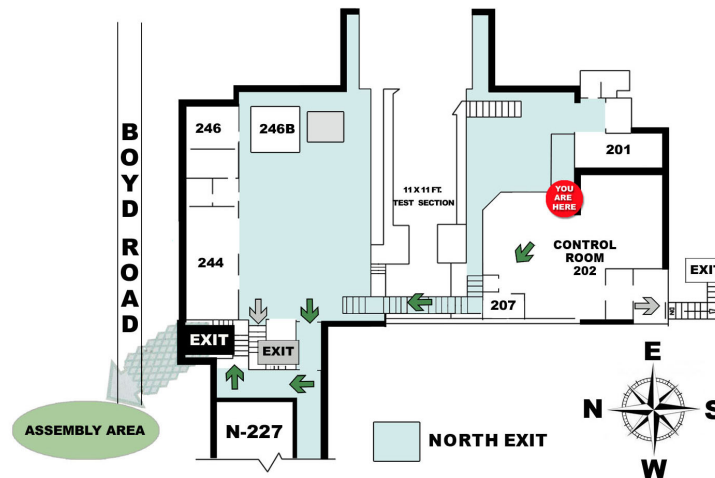 BOYD ROAD
246
246B
201
11 X 11 FT.
TEST SECTION
YOU
ARE
HERE
CONTROL
ROOM
202
244
207
EXIT
EXIT
EXIT
E
N
S
W
ASSEMBLY AREA
N-227
NORTH EXIT